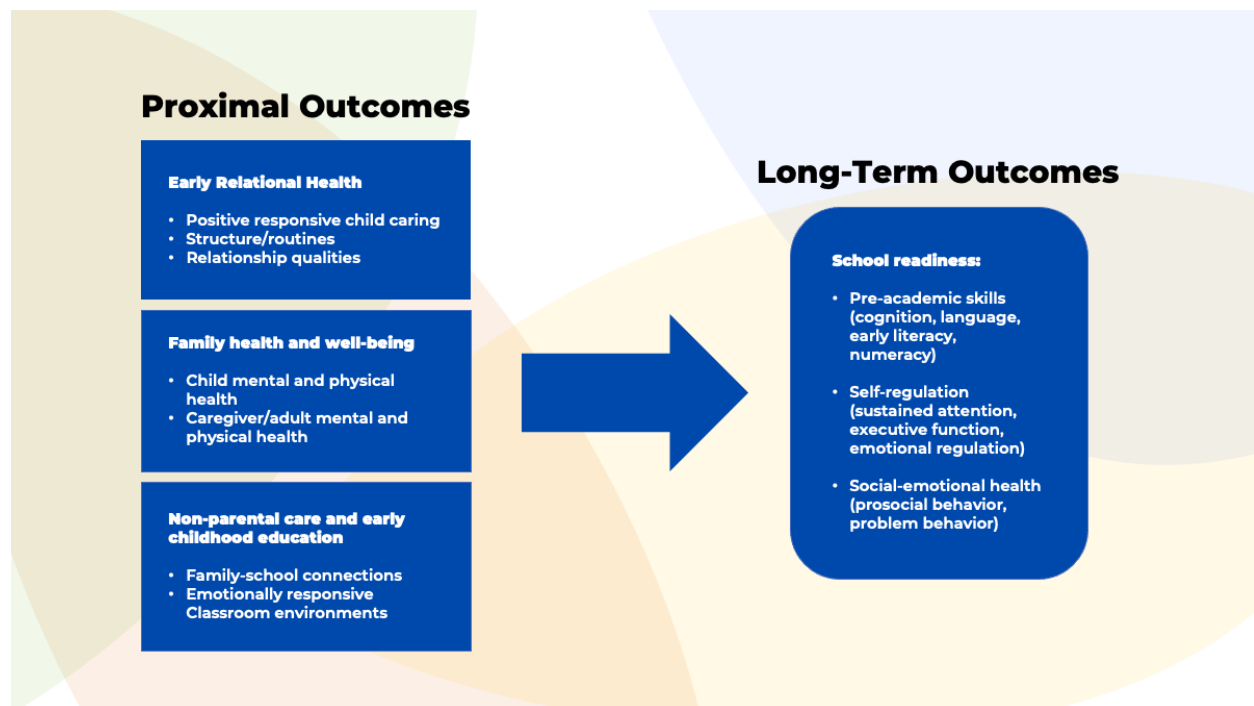 Proximal Outcomes
Early Relational Health
• Positive responsive child caring
• Structure/routines
• Relationship qualities
Family health and well-being
• Child mental and physical
health
• Caregiver/adult mental and
physical health
Non-parental care and early
childhood education
• Family-school connections
• Emotionally responsive
Classroom environments
Long-Term Outcomes
School readiness:
• Pre-academic skills
(cognition, language,
early literacy,
numeracy)
• Self-regulation
(sustained attention,
executive function,
emotional regulation)
• Social-emotional health
(prosocial behavior,
problem behavior)